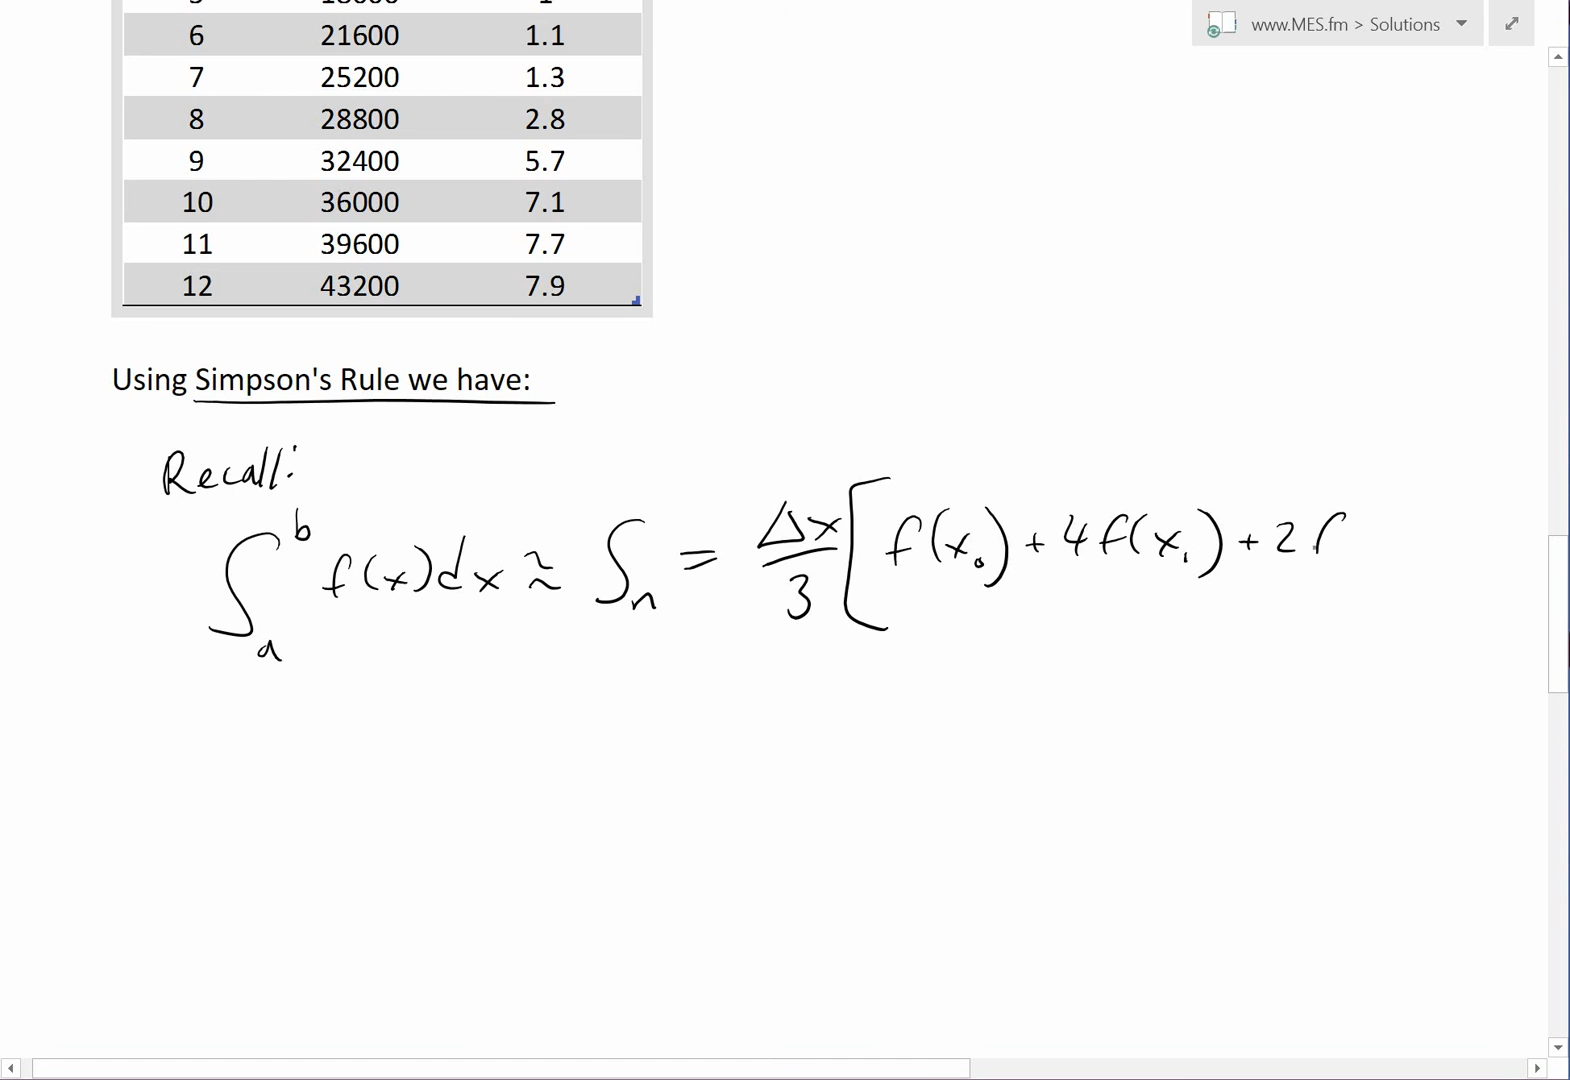 www.MES.fm > Solutions
6 21600 1.1
7 25200 1.3
8 28800 2.8
9 32400 5.7
10 36000 7.1
11 39600 7.7
12 43200 7.9
Using Simpson's Rule we have:
Recall:
∫_a^b f(x)dx ≈ S_n = Δx/3 [f(x₀) + 4f(x₁) + 2